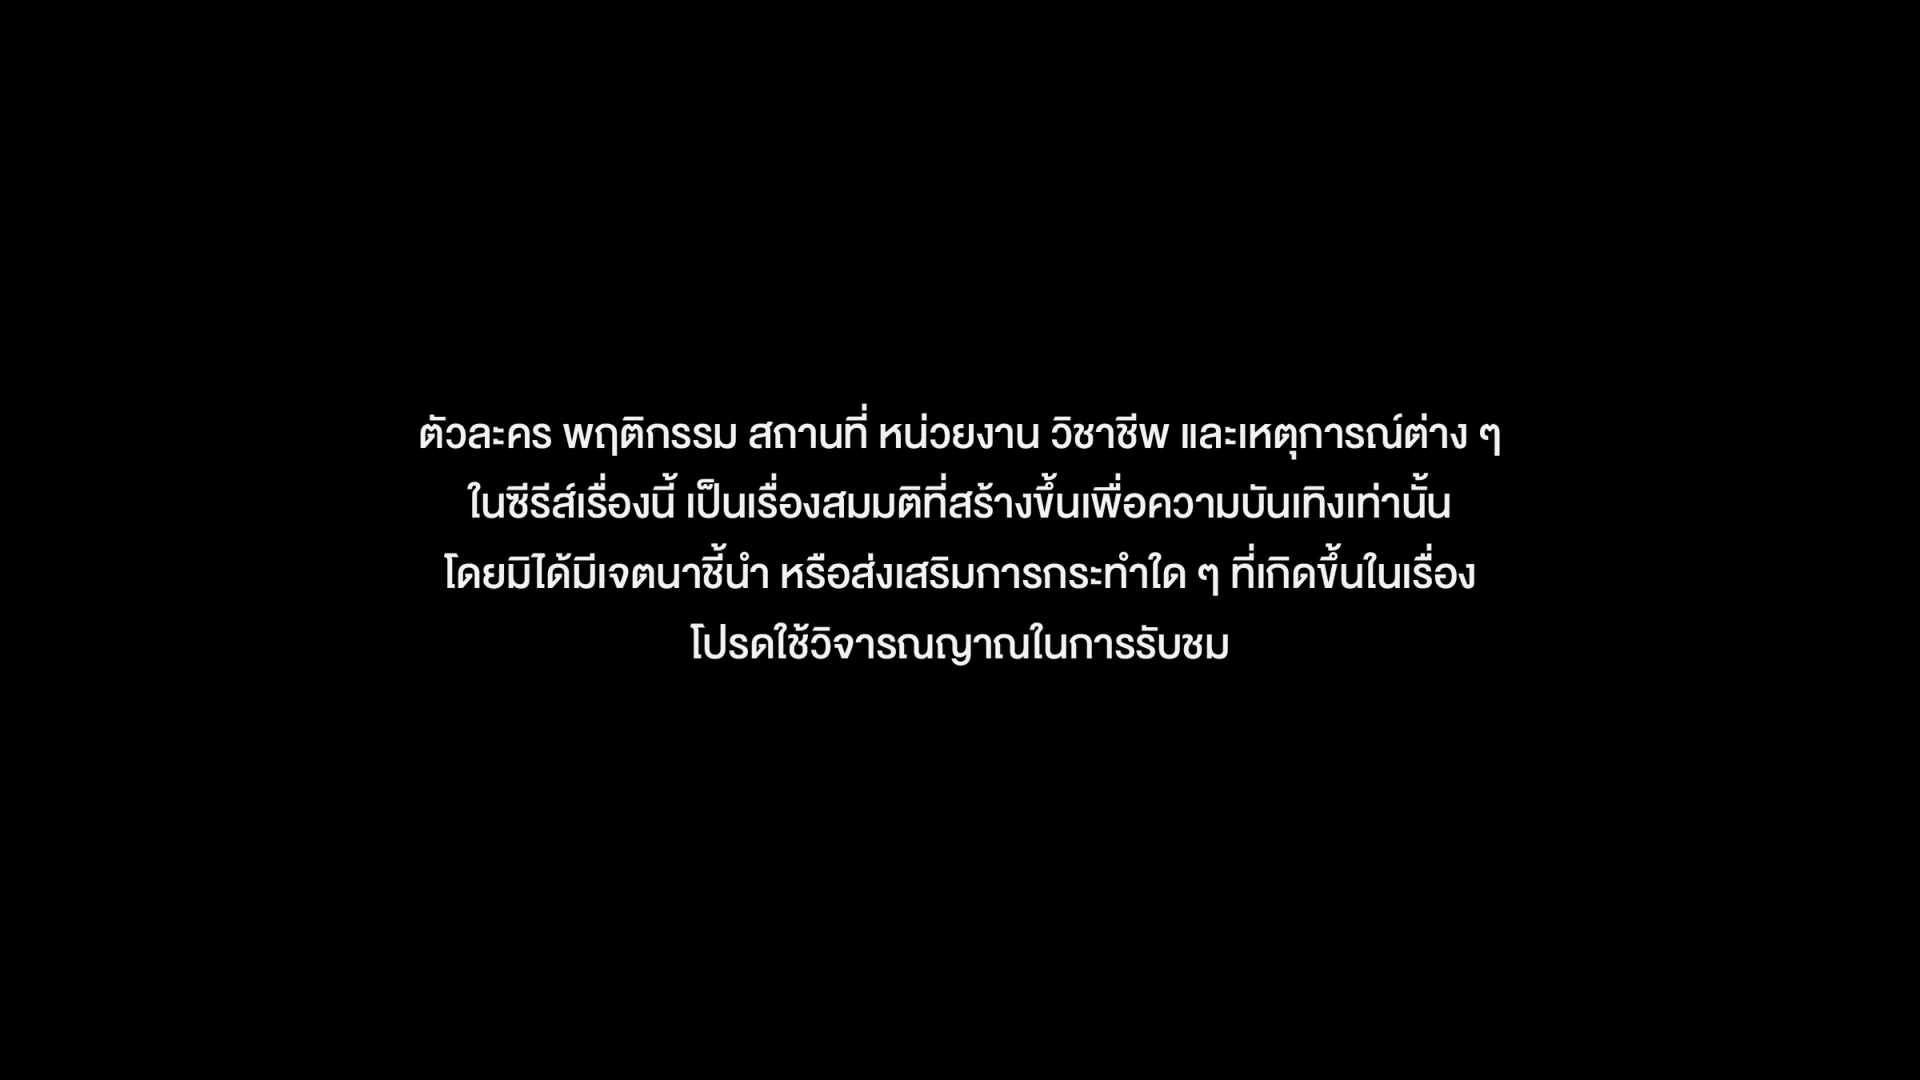 ตัวละคร พฤติกรรม สถานที่ หน่วยงาน วิชาชีพ และเหตุการณ์ต่าง ๆ
ในซีรีส์เรื่องนี้ เป็นเรื่องสมมติที่สร้างขึ้นเพื่อความบันเทิงเท่านั้น
โดยมิได้มีเจตนาชี้นำ หรือส่งเสริมการกระทำใด ๆ ที่เกิดขึ้นในเรื่อง
โปรดใช้วิจารณญาณในการรับชม